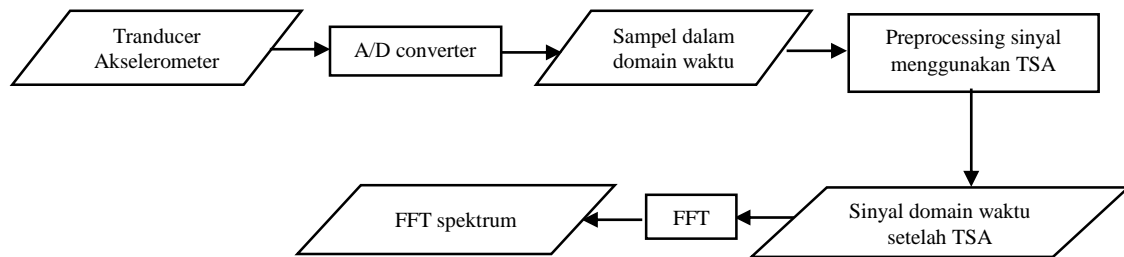 Tranducer
Akselerometer
A/D converter
Sampel dalam
domain waktu
Preprocessing sinyal
menggunakan TSA
Sinyal domain waktu
setelah TSA
FFT
FFT spektrum